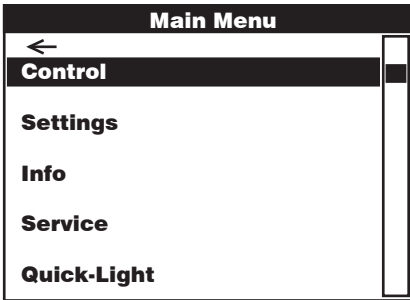 Main Menu
←
Control
Settings
Info
Service
Quick-Light